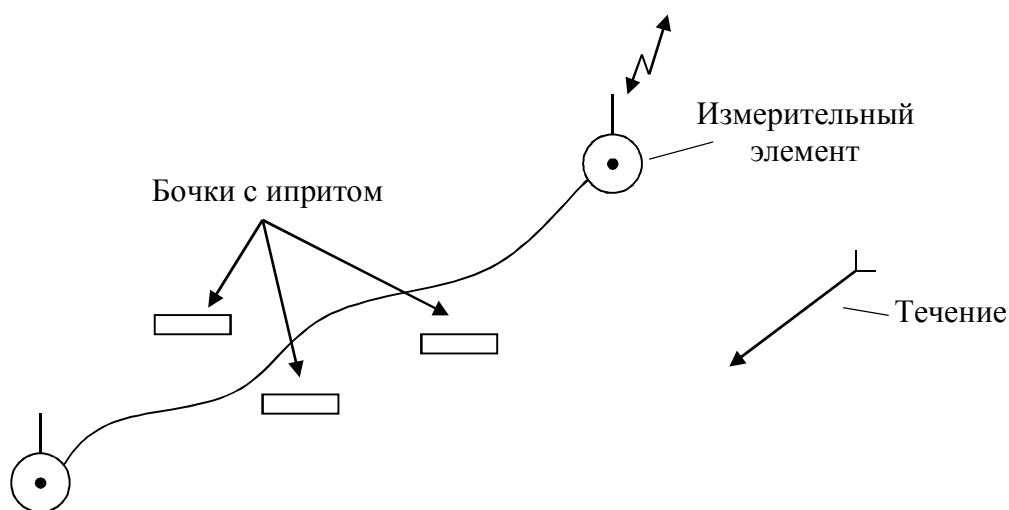 Измерительный
элемент
Бочки с ипритом
Течение